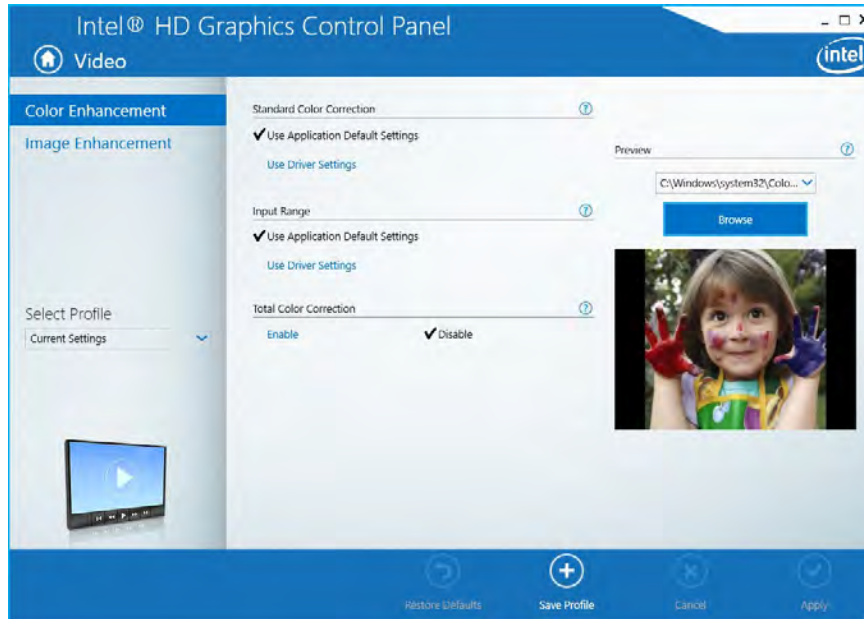 Intel® HD Graphics Control Panel
Video
intel
Color Enhancement
Image Enhancement
Select Profile
Current Settings
Standard Color Correction
✔Use Application Default Settings
Use Driver Settings
Input Range
✔Use Application Default Settings
Use Driver Settings
Total Color Correction
Enable ✔Disable
Preview
C:\Windows\system32\Colo...
Browse
Restore Defaults Save Profile Cancel Apply